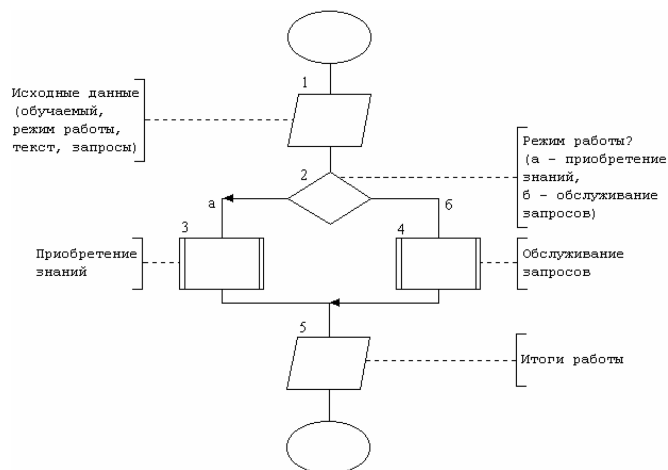 1
Исходные данные
(обучаемый,
режим работы,
текст, запросы)
Режим работы?
(а - приобретение
знаний,
б - обслуживание
запросов)
2
а
б
3
4
Приобретение
знаний
Обслуживание
запросов
5
Итоги работы